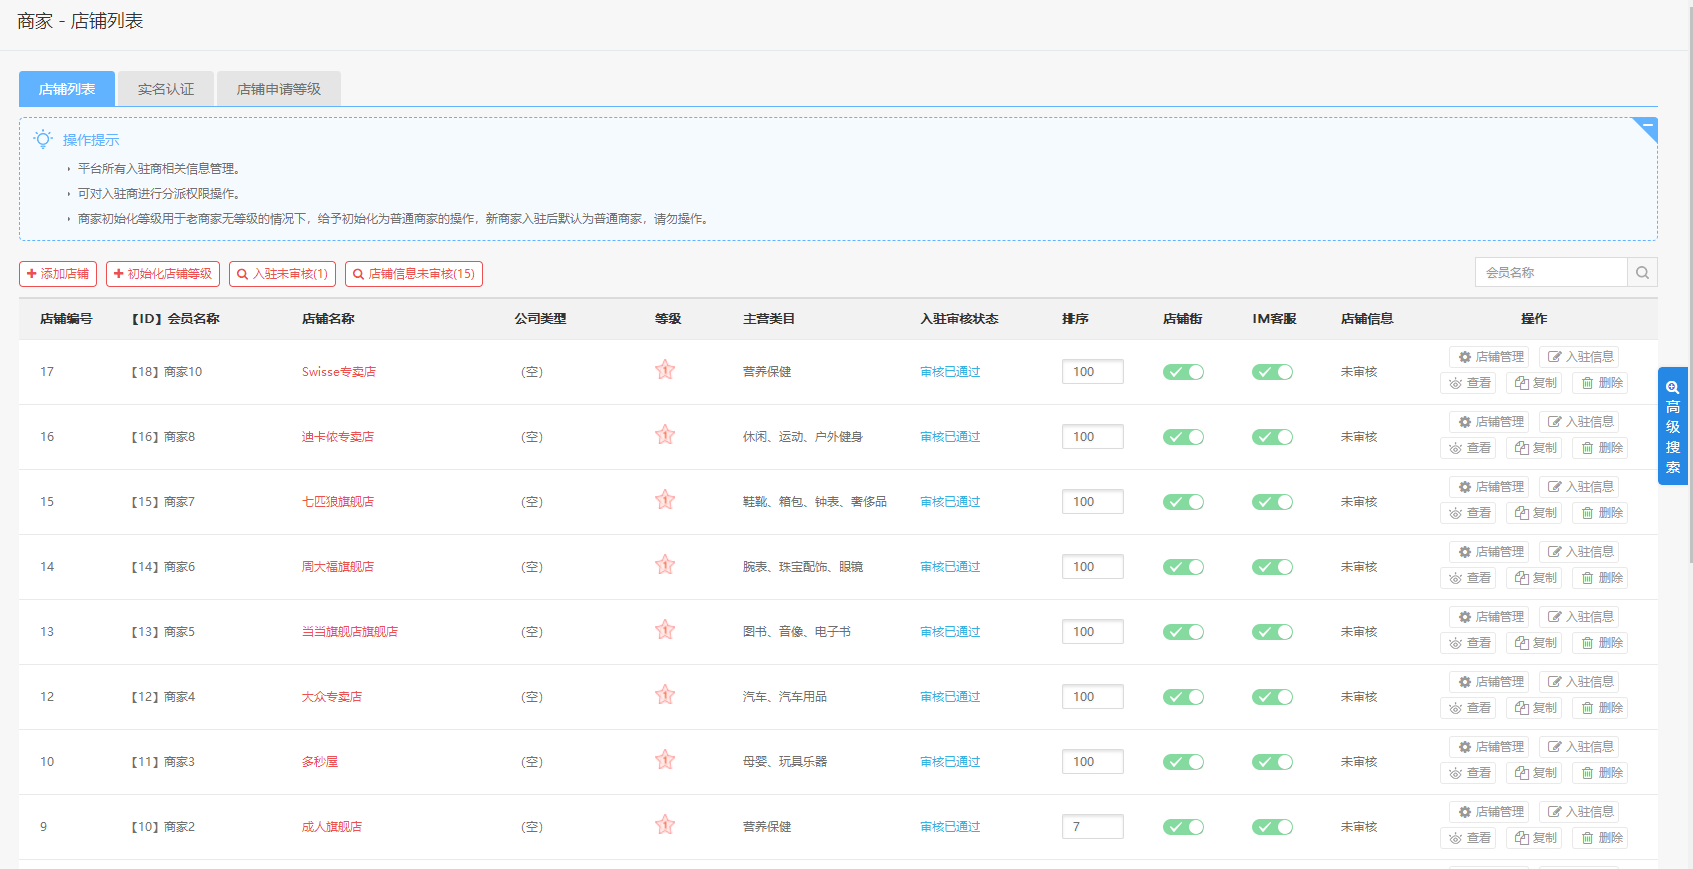 商家 - 店铺列表
店铺列表 实名认证 店铺申请等级
操作提示
平台所有入驻商相关信息管理。
可对入驻商进行分派权限操作。
商家初始化等级用于老商家无等级的情况下，给予初始化为普通商家的操作，新商家入驻后默认为普通商家，请勿操作。
添加店铺 初始化店铺等级 入驻未审核(1) 店铺信息未审核(15) 会员名称
店铺编号 【ID】会员名称 店铺名称 公司类型 等级 主营类目 入驻审核状态 排序 店铺街 IM客服 店铺信息 操作
17 【18】商家10 Swisse专卖店 (空) 1 营养保健 审核已通过 100 未审核 店铺管理 入驻信息
查看 复制 删除
16 【16】商家8 迪卡侬专卖店 (空) 1 休闲、运动、户外健身 审核已通过 100 未审核 店铺管理 入驻信息
查看 复制 删除
15 【15】商家7 七匹狼旗舰店 (空) 1 鞋靴、箱包、钟表、奢侈品 审核已通过 100 未审核 店铺管理 入驻信息
查看 复制 删除
14 【14】商家6 周大福旗舰店 (空) 1 腕表、珠宝配饰、眼镜 审核已通过 100 未审核 店铺管理 入驻信息
查看 复制 删除
13 【13】商家5 当当旗舰店旗舰店 (空) 1 图书、音像、电子书 审核已通过 100 未审核 店铺管理 入驻信息
查看 复制 删除
12 【12】商家4 大众专卖店 (空) 1 汽车、汽车用品 审核已通过 100 未审核 店铺管理 入驻信息
查看 复制 删除
10 【11】商家3 多秒屋 (空) 1 母婴、玩具乐器 审核已通过 100 未审核 店铺管理 入驻信息
查看 复制 删除
9 【10】商家2 成人旗舰店 (空) 1 营养保健 审核已通过 7 未审核 店铺管理 入驻信息
查看 复制 删除
高级搜索